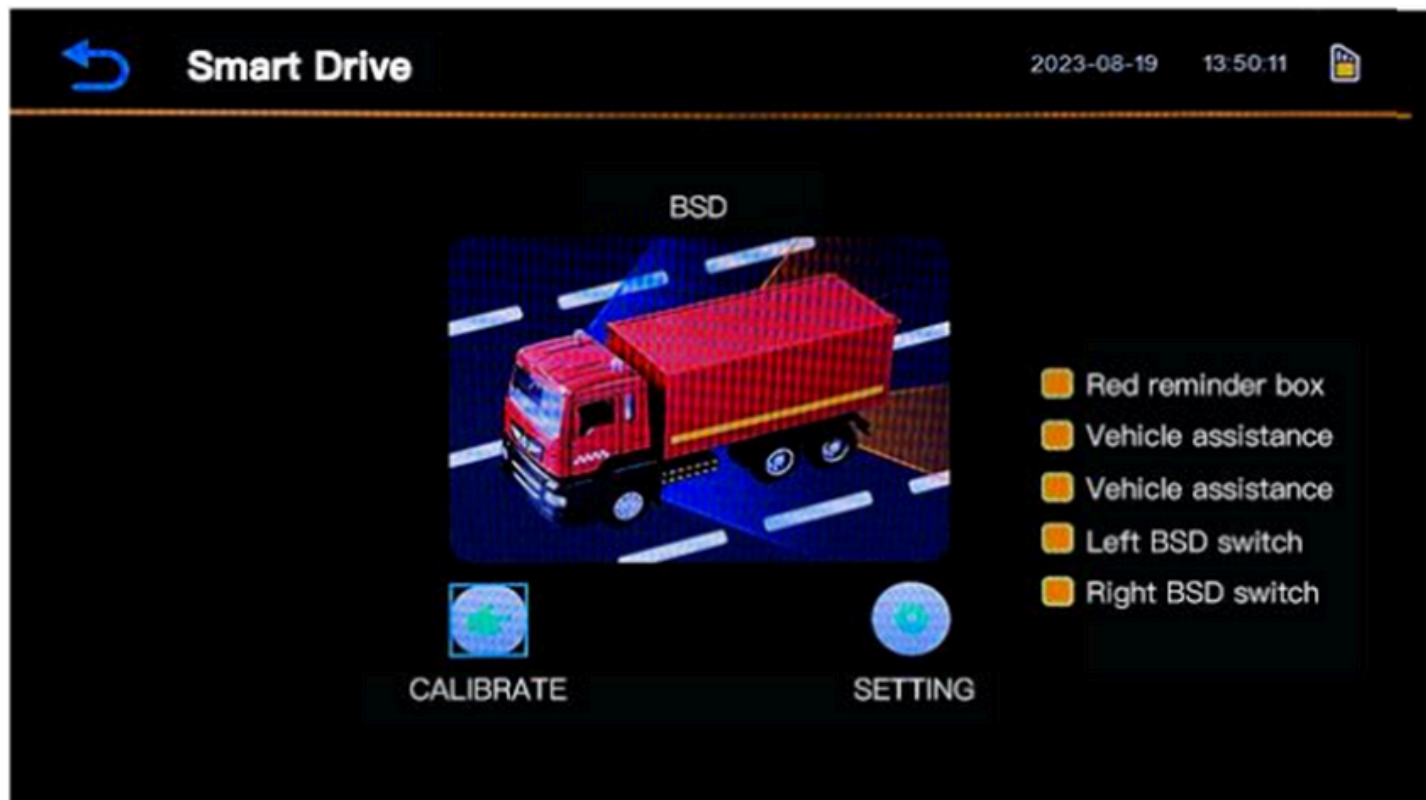 Smart Drive
2023-08-19 13:50:11
BSD
Red reminder box
Vehicle assistance
Vehicle assistance
Left BSD switch
Right BSD switch
CALIBRATE
SETTING